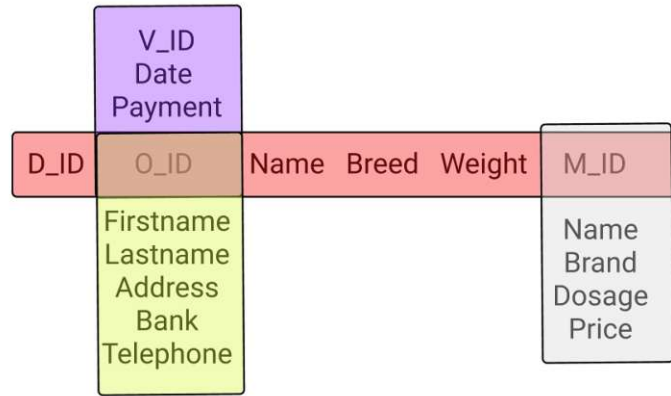 V_ID
Date
Payment
D_ID O_ID Name Breed Weight M_ID
Firstname
Lastname
Address
Bank
Telephone
Name
Brand
Dosage
Price